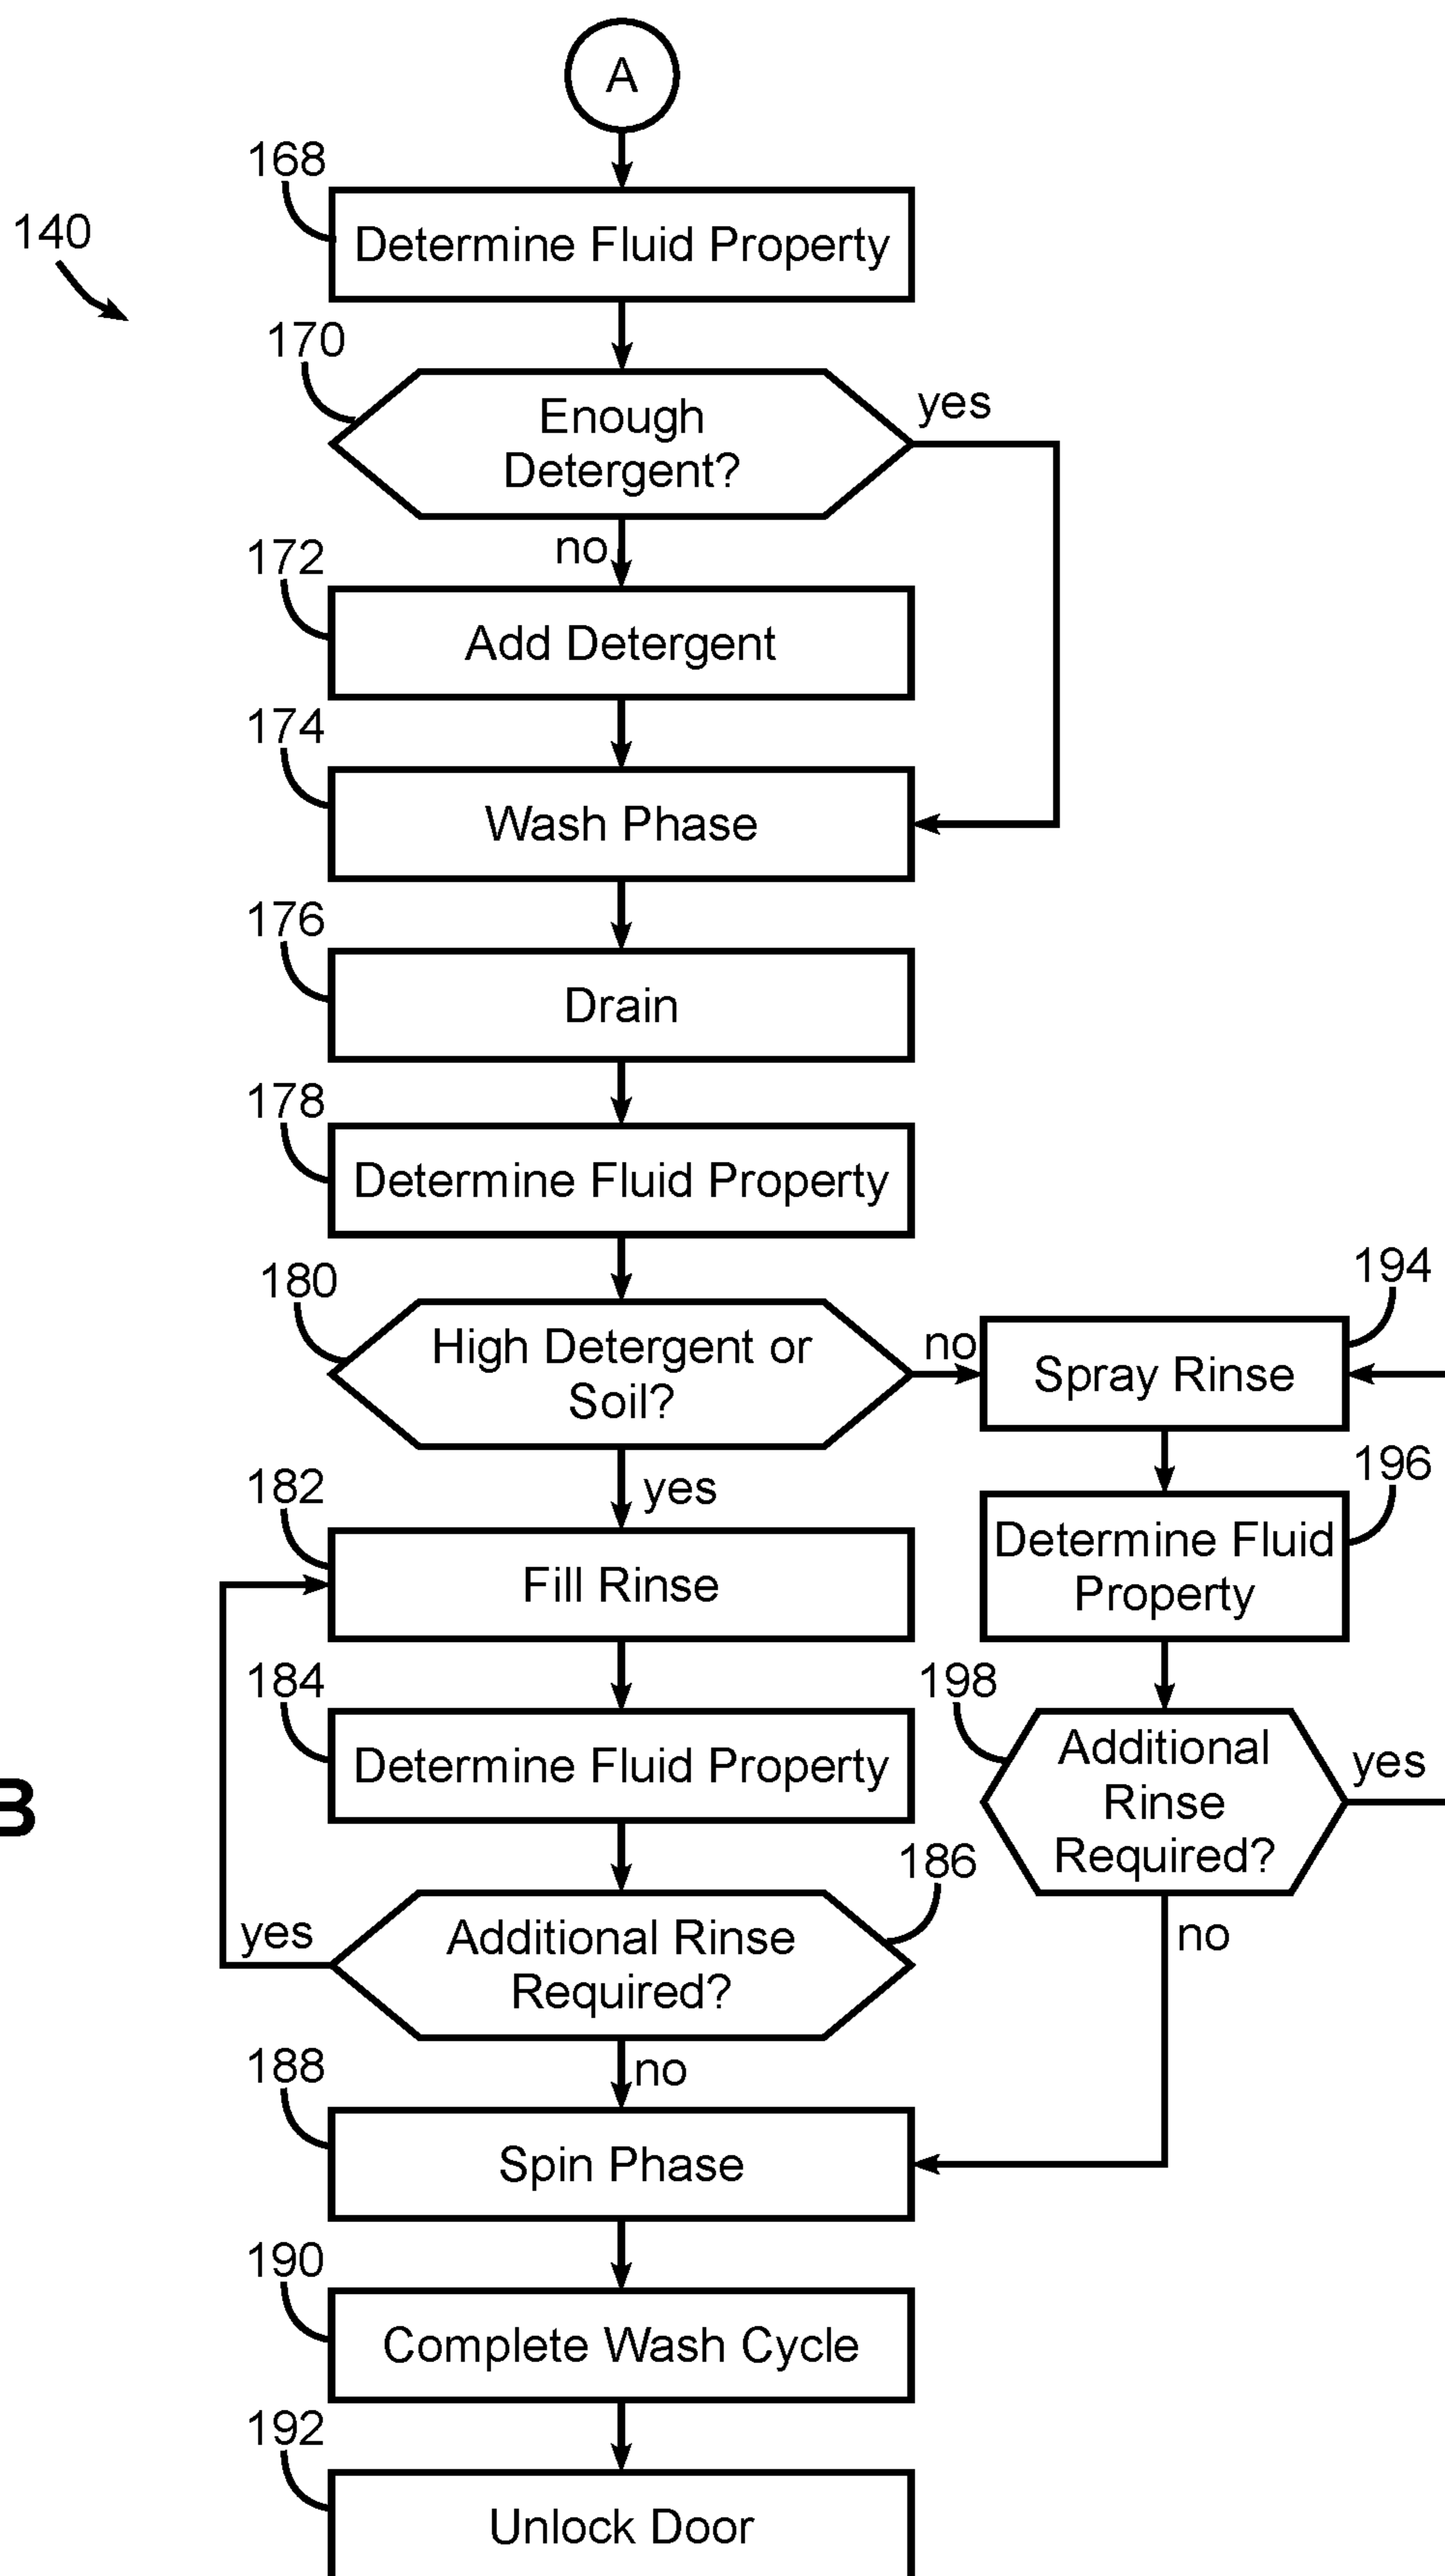 A
168
140
Determine Fluid Property
170
Enough
Detergent?
yes
no
172
Add Detergent
174
Wash Phase
176
Drain
178
Determine Fluid Property
180
High Detergent or
Soil?
no
194
Spray Rinse
yes
182
Fill Rinse
196
Determine Fluid
Property
184
Determine Fluid Property
198
Additional
Rinse
Required?
yes
B
186
Additional Rinse
Required?
yes
no
no
188
Spin Phase
190
Complete Wash Cycle
192
Unlock Door